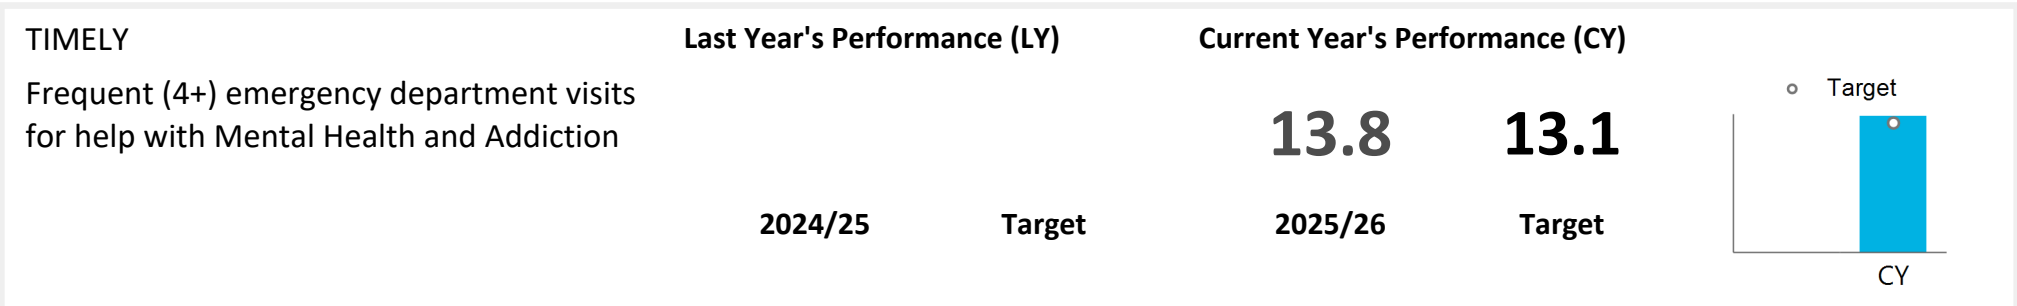 TIMELY
Last Year's Performance (LY)
Current Year's Performance (CY)
Frequent (4+) emergency department visits
for help with Mental Health and Addiction
13.8
13.1
2024/25
Target
2025/26
Target
Target
CY